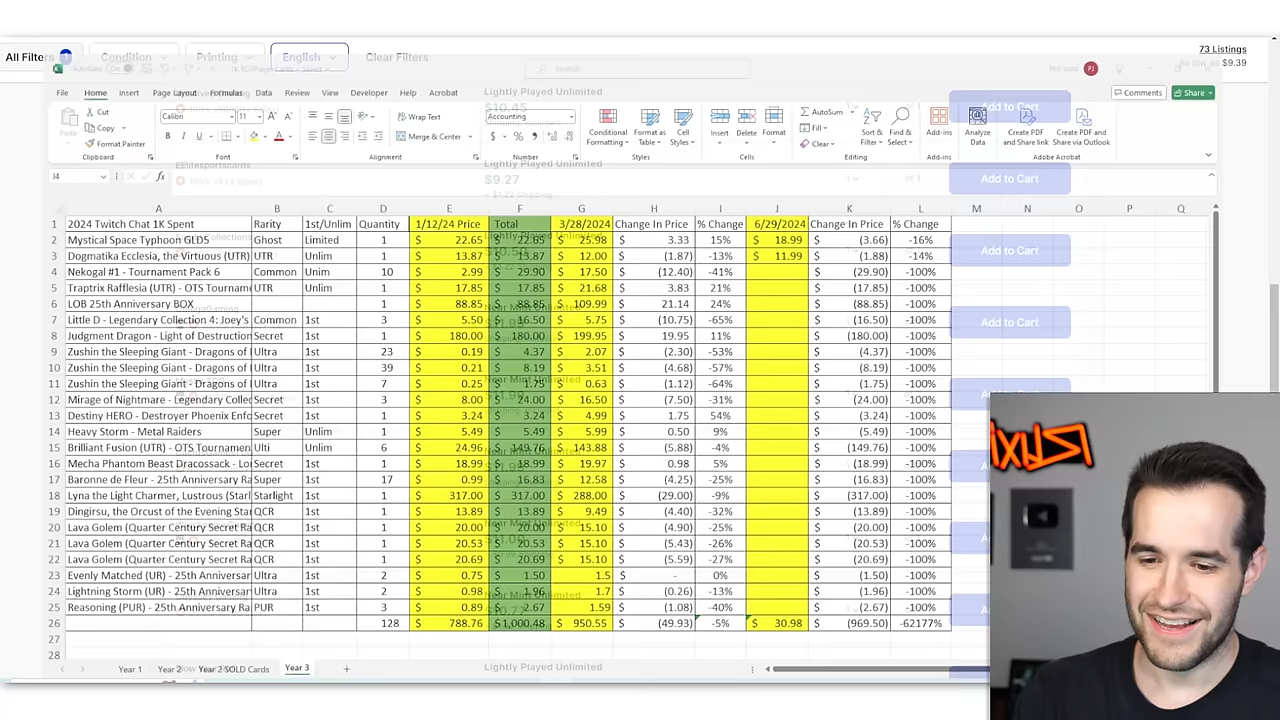 73 Listings
As low as $9.39
All Filters 1 Condition Printing English Clear Filters
AutoSave On Search
File Home Insert Page Layout Formulas Data Review View Developer Help Acrobat Comments Share
Paste Cut Copy Format Painter Clipboard
Calibri 11 Font
Wrap Text Merge & Center Alignment
Accounting Number
Conditional Formatting Format as Table Cell Styles Styles
Insert Delete Format Cells
AutoSum Fill Clear Sort & Filter Find & Select Editing
Add-ins Add-ins
Analyze Data
Create PDF and Share link Create PDF and Share via Outlook Adobe Acrobat
Lightly Played Unlimited
$10.45
Add to Cart
Lightly Played Unlimited
$9.27
+ $1.22 Shipping
Add to Cart
J4 fx
A B C D E F G H I J K L M N O P Q
1 2024 Twitch Chat 1K Spent Rarity 1st/Unlim Quantity 1/12/24 Price Total 3/28/2024 Change In Price % Change 6/29/2024 Change In Price % Change
2 Mystical Space Typhoon GLD5 Ghost Limited 1 $ 22.65 $ 22.65 $ 25.98 $ 3.33 15% $ 18.99 $ (3.66) -16%
3 Dogmatika Ecclesia, the Virtuous (UTR) UTR Unlim 1 $ 13.87 $ 13.87 $ 12.00 $ (1.87) -13% $ 11.99 $ (1.88) -14%
4 Nekogal #1 - Tournament Pack 6 Common Unim 10 $ 2.99 $ 29.90 $ 17.50 $ (12.40) -41% $ (29.90) -100%
5 Traptrix Rafflesia (UTR) - OTS Tournam UTR Unlim 1 $ 17.85 $ 17.85 $ 21.68 $ 3.83 21% $ (17.85) -100%
6 LOB 25th Anniversary BOX 1 $ 88.85 $ 88.85 $ 109.99 $ 21.14 24% $ (88.85) -100%
7 Little D - Legendary Collection 4: Joey's Common 1st 3 $ 5.50 $ 16.50 $ 5.75 $ (10.75) -65% $ (16.50) -100%
8 Judgment Dragon - Light of Destruction Secret 1st 1 $ 180.00 $ 180.00 $ 199.95 $ 19.95 11% $ (180.00) -100%
9 Zushin the Sleeping Giant - Dragons of Ultra 1st 23 $ 0.19 $ 4.37 $ 2.07 $ (2.30) -53% $ (4.37) -100%
10 Zushin the Sleeping Giant - Dragons of Ultra 1st 39 $ 0.21 $ 8.19 $ 3.51 $ (4.68) -57% $ (8.19) -100%
11 Zushin the Sleeping Giant - Dragons of Ultra 1st 7 $ 0.25 $ 1.75 $ 0.63 $ (1.12) -64% $ (1.75) -100%
12 Mirage of Nightmare - Legendary Collec Secret 1st 3 $ 8.00 $ 24.00 $ 16.50 $ (7.50) -31% $ (24.00) -100%
13 Destiny HERO - Destroyer Phoenix Enfo Secret 1st 1 $ 3.24 $ 3.24 $ 4.99 $ 1.75 54% $ (3.24) -100%
14 Heavy Storm - Metal Raiders Super Unlim 1 $ 5.49 $ 5.49 $ 5.99 $ 0.50 9% $ (5.49) -100%
15 Brilliant Fusion (UTR) - OTS Tournamen Ulti Unlim 6 $ 24.96 $ 149.76 $ 143.88 $ (5.88) -4% $ (149.76) -100%
16 Mecha Phantom Beast Dracossack - Lo Secret 1st 1 $ 18.99 $ 18.99 $ 19.97 $ 0.98 5% $ (18.99) -100%
17 Baronne de Fleur - 25th Anniversary R Super 1st 17 $ 0.99 $ 16.83 $ 12.58 $ (4.25) -25% $ (16.83) -100%
18 Lyna the Light Charmer, Lustrous (Starl Starlight 1st 1 $ 317.00 $ 317.00 $ 288.00 $ (29.00) -9% $ (317.00) -100%
19 Dingirsu, the Orcust of the Evening Star QCR 1st 1 $ 13.89 $ 13.89 $ 9.49 $ (4.40) -32% $ (13.89) -100%
20 Lava Golem (Quarter Century Secret Ra QCR 1st 1 $ 20.00 $ 20.00 $ 15.10 $ (4.90) -25% $ (20.00) -100%
21 Lava Golem (Quarter Century Secret Ra QCR 1st 1 $ 20.53 $ 20.53 $ 15.10 $ (5.43) -26% $ (20.53) -100%
22 Lava Golem (Quarter Century Secret Ra QCR 1st 1 $ 20.69 $ 20.69 $ 15.10 $ (5.59) -27% $ (20.69) -100%
23 Evenly Matched (UR) - 25th Anniversar Ultra 1st 2 $ 0.75 $ 1.50 1.5 $ - 0% $ (1.50) -100%
24 Lightning Storm (UR) - 25th Anniversar Ultra 1st 2 $ 0.98 $ 1.96 1.7 $ (0.26) -13% $ (1.96) -100%
25 Reasoning (PUR) - 25th Anniversary Ra PUR 1st 3 $ 0.89 $ 2.67 1.59 $ (1.08) -40% $ (2.67) -100%
26 128 788.76 $1,000.48 $ 950.55 $ (49.93) -5% $ 30.98 $ (969.50) -62177%
28
Add to Cart
Add to Cart
Year 1 Year 2 Year 2 SOLD Cards Year 3 +
Lightly Played Unlimited